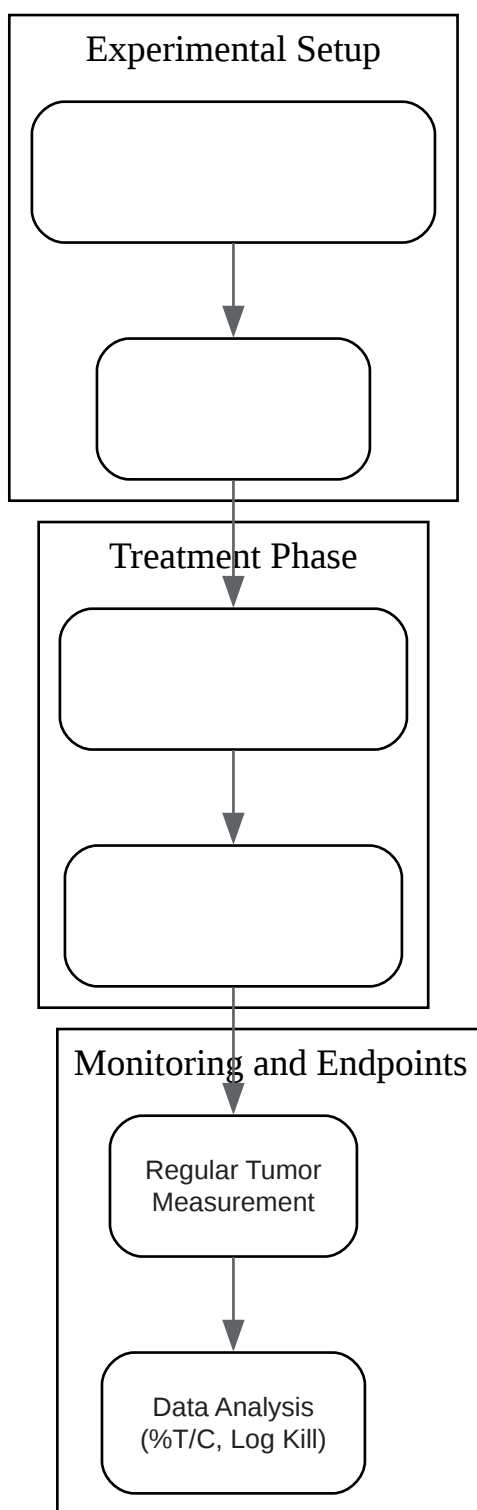 Experimental Setup
Treatment Phase
Monitoring and Endpoints
Regular Tumor
Measurement
Data Analysis
(%T/C, Log Kill)